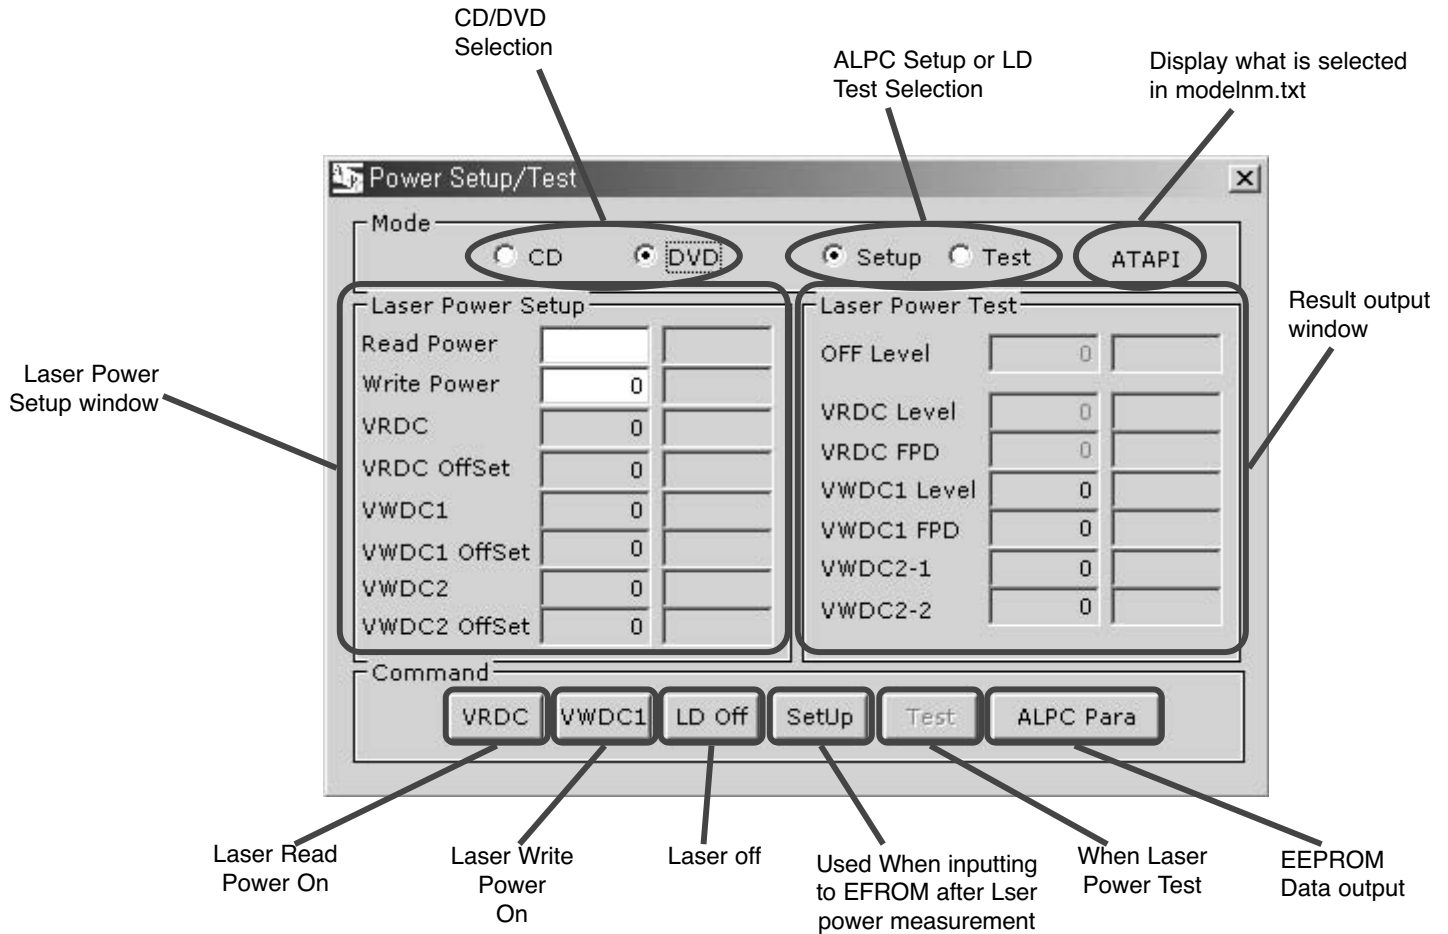 CD/DVD
Selection
ALPC Setup or LD
Test Selection
Display what is selected
in modelnm.txt
Power Setup/Test
Mode
CD
DVD
Setup
Test
ATAPI
Laser Power
Setup window
Laser Power Setup
Read Power
Write Power 0
VRDC 0
VRDC OffSet 0
VWDC1 0
VWDC1 OffSet 0
VWDC2 0
VWDC2 OffSet 0
Laser Power Test
OFF Level 0
VRDC Level 0
VRDC FPD 0
VWDC1 Level 0
VWDC1 FPD 0
VWDC2-1 0
VWDC2-2 0
Result output
window
Command
VRDC
VWDC1
LD Off
SetUp
Test
ALPC Para
Laser Read
Power On
Laser Write
Power
On
Laser off
Used When inputting
to EFROM after Lser
power measurement
When Laser
Power Test
EEPROM
Data output